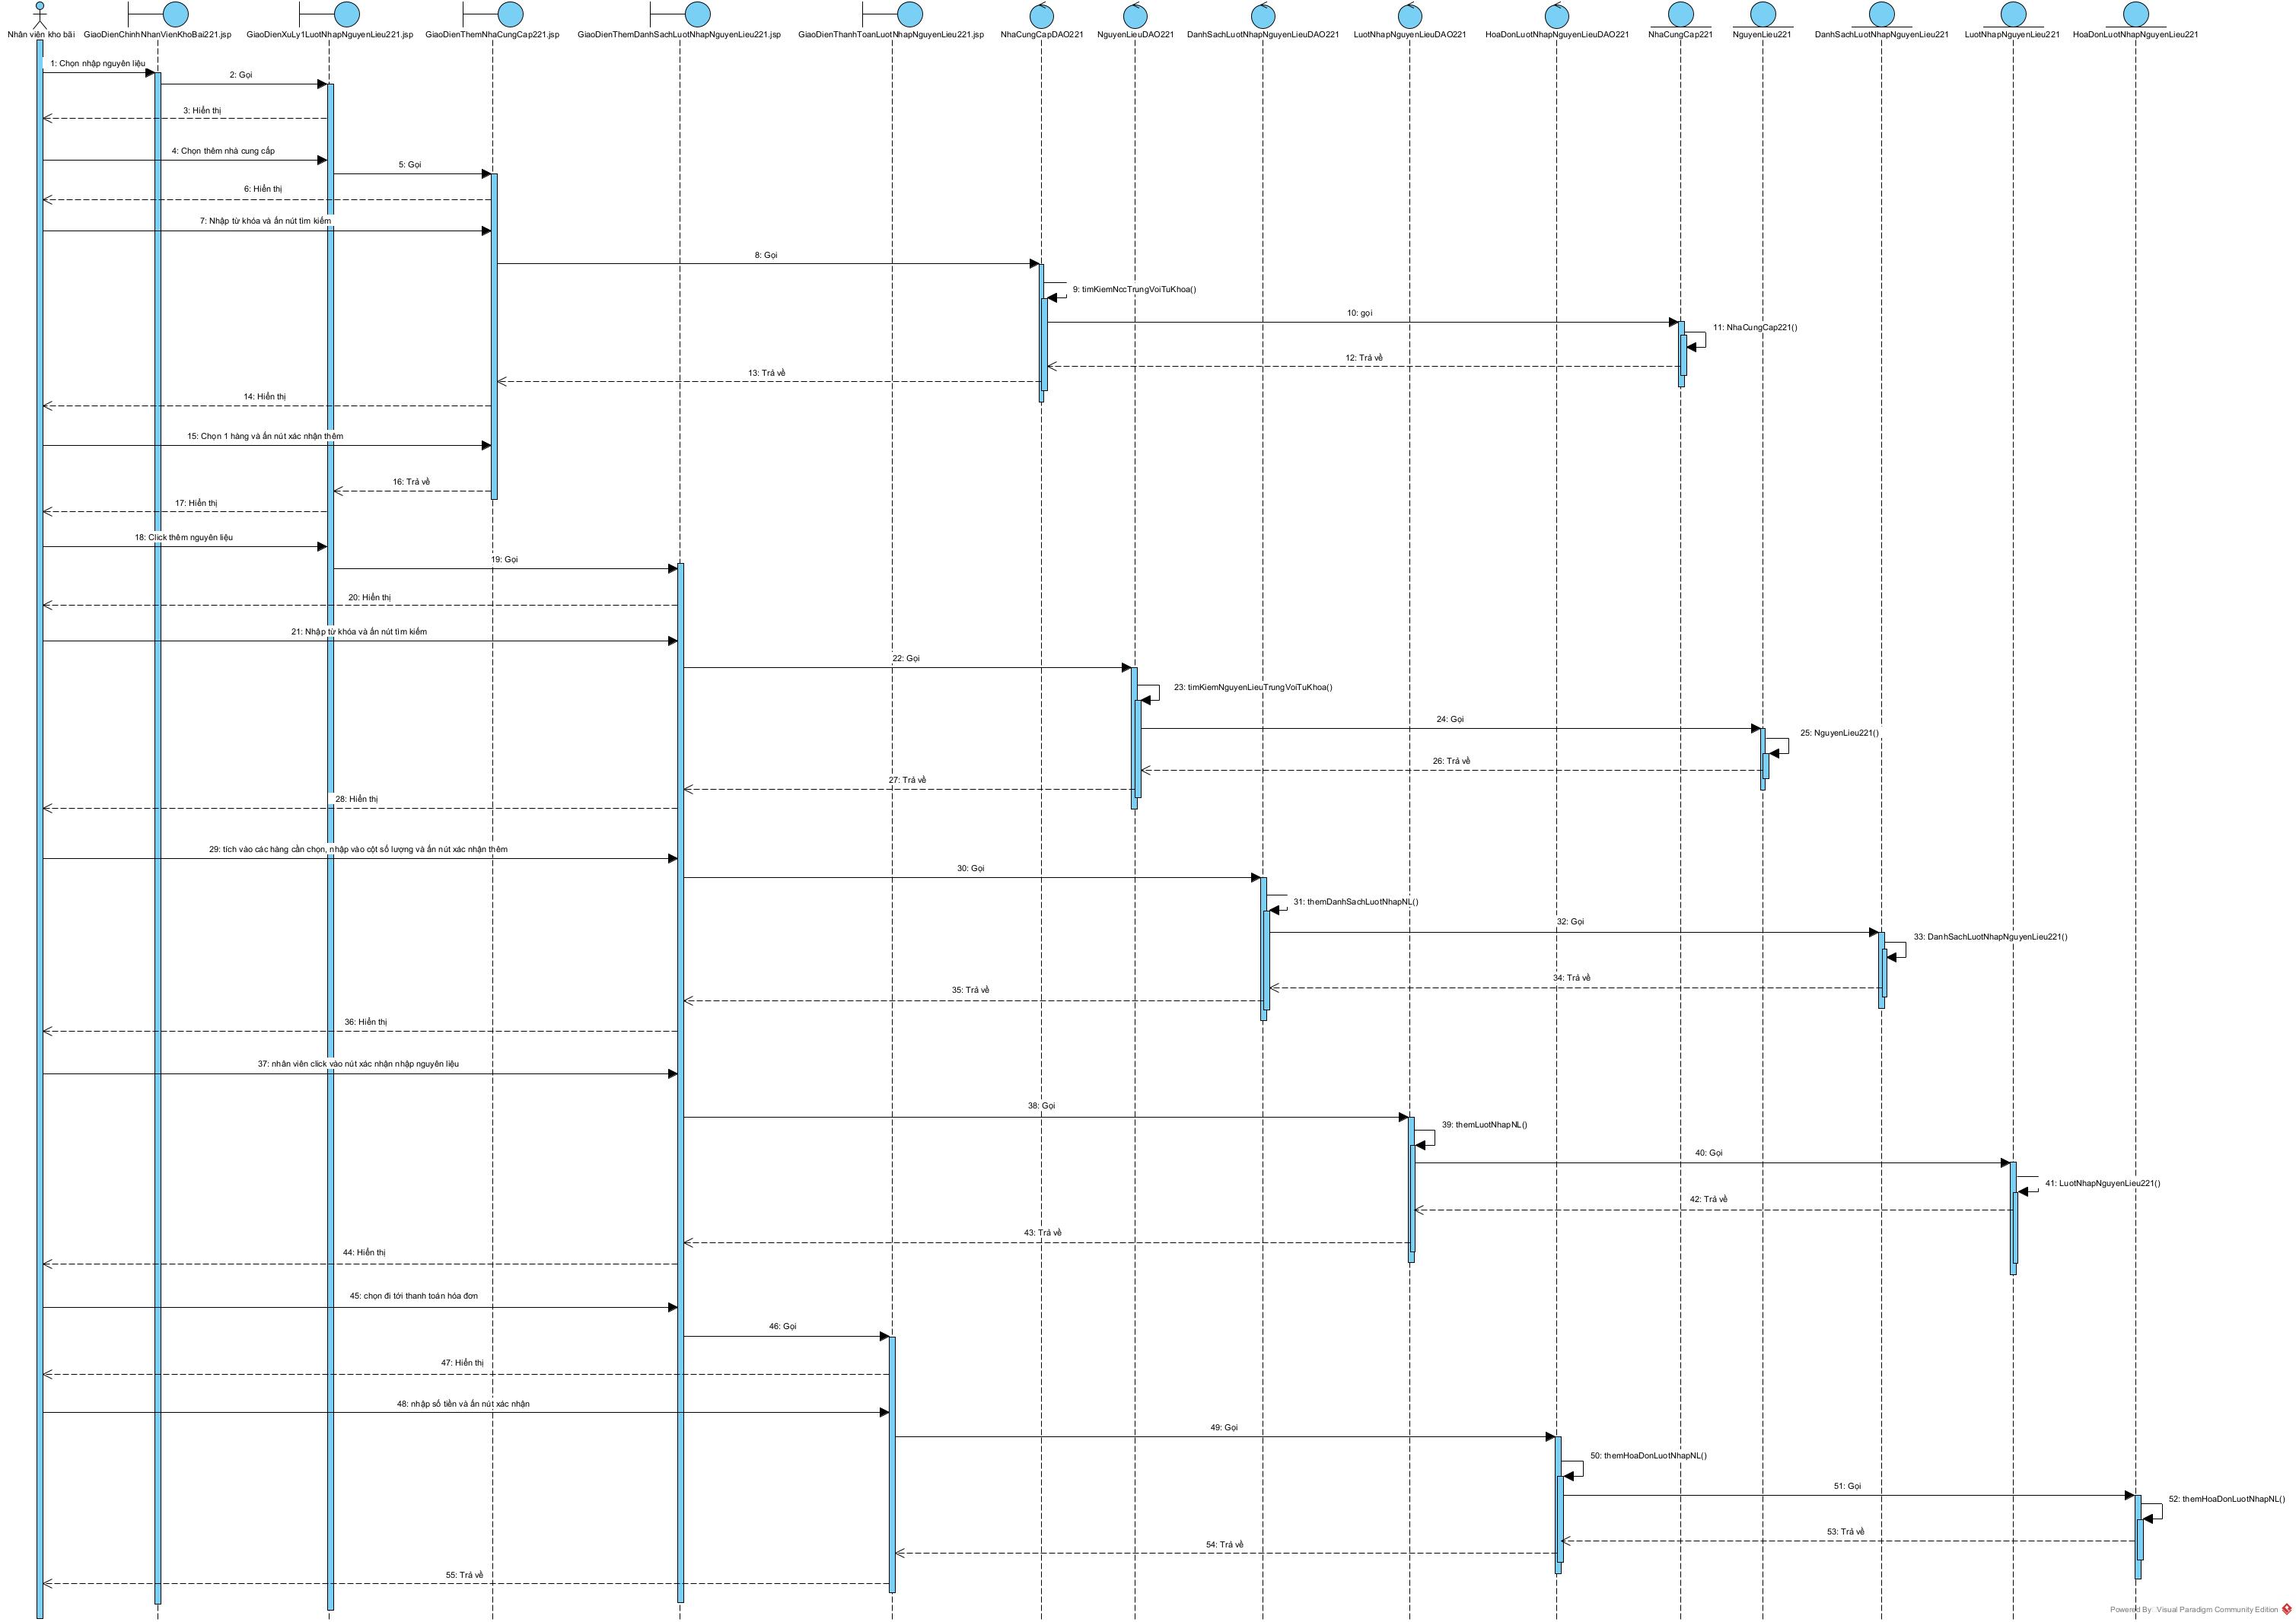 Nhân viên kho bãi
GiaoDienChinhNhanVienKhoBai221.jsp
GiaoDienXuLy1LuotNhapNguyenLieu221.jsp
GiaoDienThemNhaCungCap221.jsp
GiaoDienThemDanhSachLuotNhapNguyenLieu221.jsp
GiaoDienThanhToanLuotNhapNguyenLieu221.jsp
NhaCungCapDAO221
NguyenLieuDAO221
DanhSachLuotNhapNguyenLieuDAO221
LuotNhapNguyenLieuDAO221
HoaDonLuotNhapNguyenLieuDAO221
NhaCungCap221
NguyenLieu221
DanhSachLuotNhapNguyenLieu221
LuotNhapNguyenLieu221
HoaDonLuotNhapNguyenLieu221
1: Chọn nhập nguyên liệu
2: Gọi
3: Hiển thị
4: Chọn thêm nhà cung cấp
5: Gọi
6: Hiển thị
7: Nhập từ khóa và ấn nút tìm kiếm
8: Gọi
9: timKiemNccTrungVoiTuKhoa()
10: gọi
11: NhaCungCap221()
12: Trả về
13: Trả về
14: Hiển thị
15: Chọn 1 hàng và ấn nút xác nhận thêm
16: Trả về
17: Hiển thị
18: Click thêm nguyên liệu
19: Gọi
20: Hiển thị
21: Nhập từ khóa và ấn nút tìm kiếm
22: Gọi
23: timKiemNguyenLieuTrungVoiTuKhoa()
24: Gọi
25: NguyenLieu221()
26: Trả về
27: Trả về
28: Hiển thị
29: tích vào các hàng cần chọn, nhập vào cột số lượng và ấn nút xác nhận thêm
30: Gọi
31: themDanhSachLuotNhapNL()
32: Gọi
33: DanhSachLuotNhapNguyenLieu221()
34: Trả về
35: Trả về
36: Hiển thị
37: nhân viên click vào nút xác nhận nhập nguyên liệu
38: Gọi
39: themLuotNhapNL()
40: Gọi
41: LuotNhapNguyenLieu221()
42: Trả về
43: Trả về
44: Hiển thị
45: chọn đi tới thanh toán hóa đơn
46: Gọi
47: Hiển thị
48: nhập số tiền và ấn nút xác nhận
49: Gọi
50: themHoaDonLuotNhapNL()
51: Gọi
52: themHoaDonLuotNhapNL()
53: Trả về
54: Trả về
55: Trả về
Powered By: Visual Paradigm Community Edition